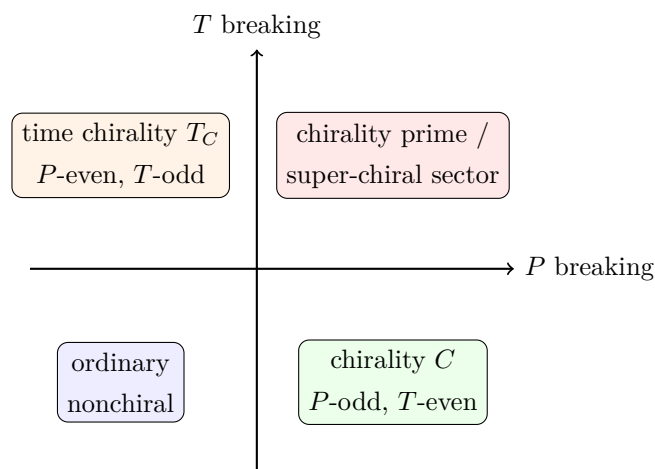 T breaking
time chirality T_C
P-even, T-odd
chirality prime /
super-chiral sector
P breaking
ordinary
nonchiral
chirality C
P-odd, T-even